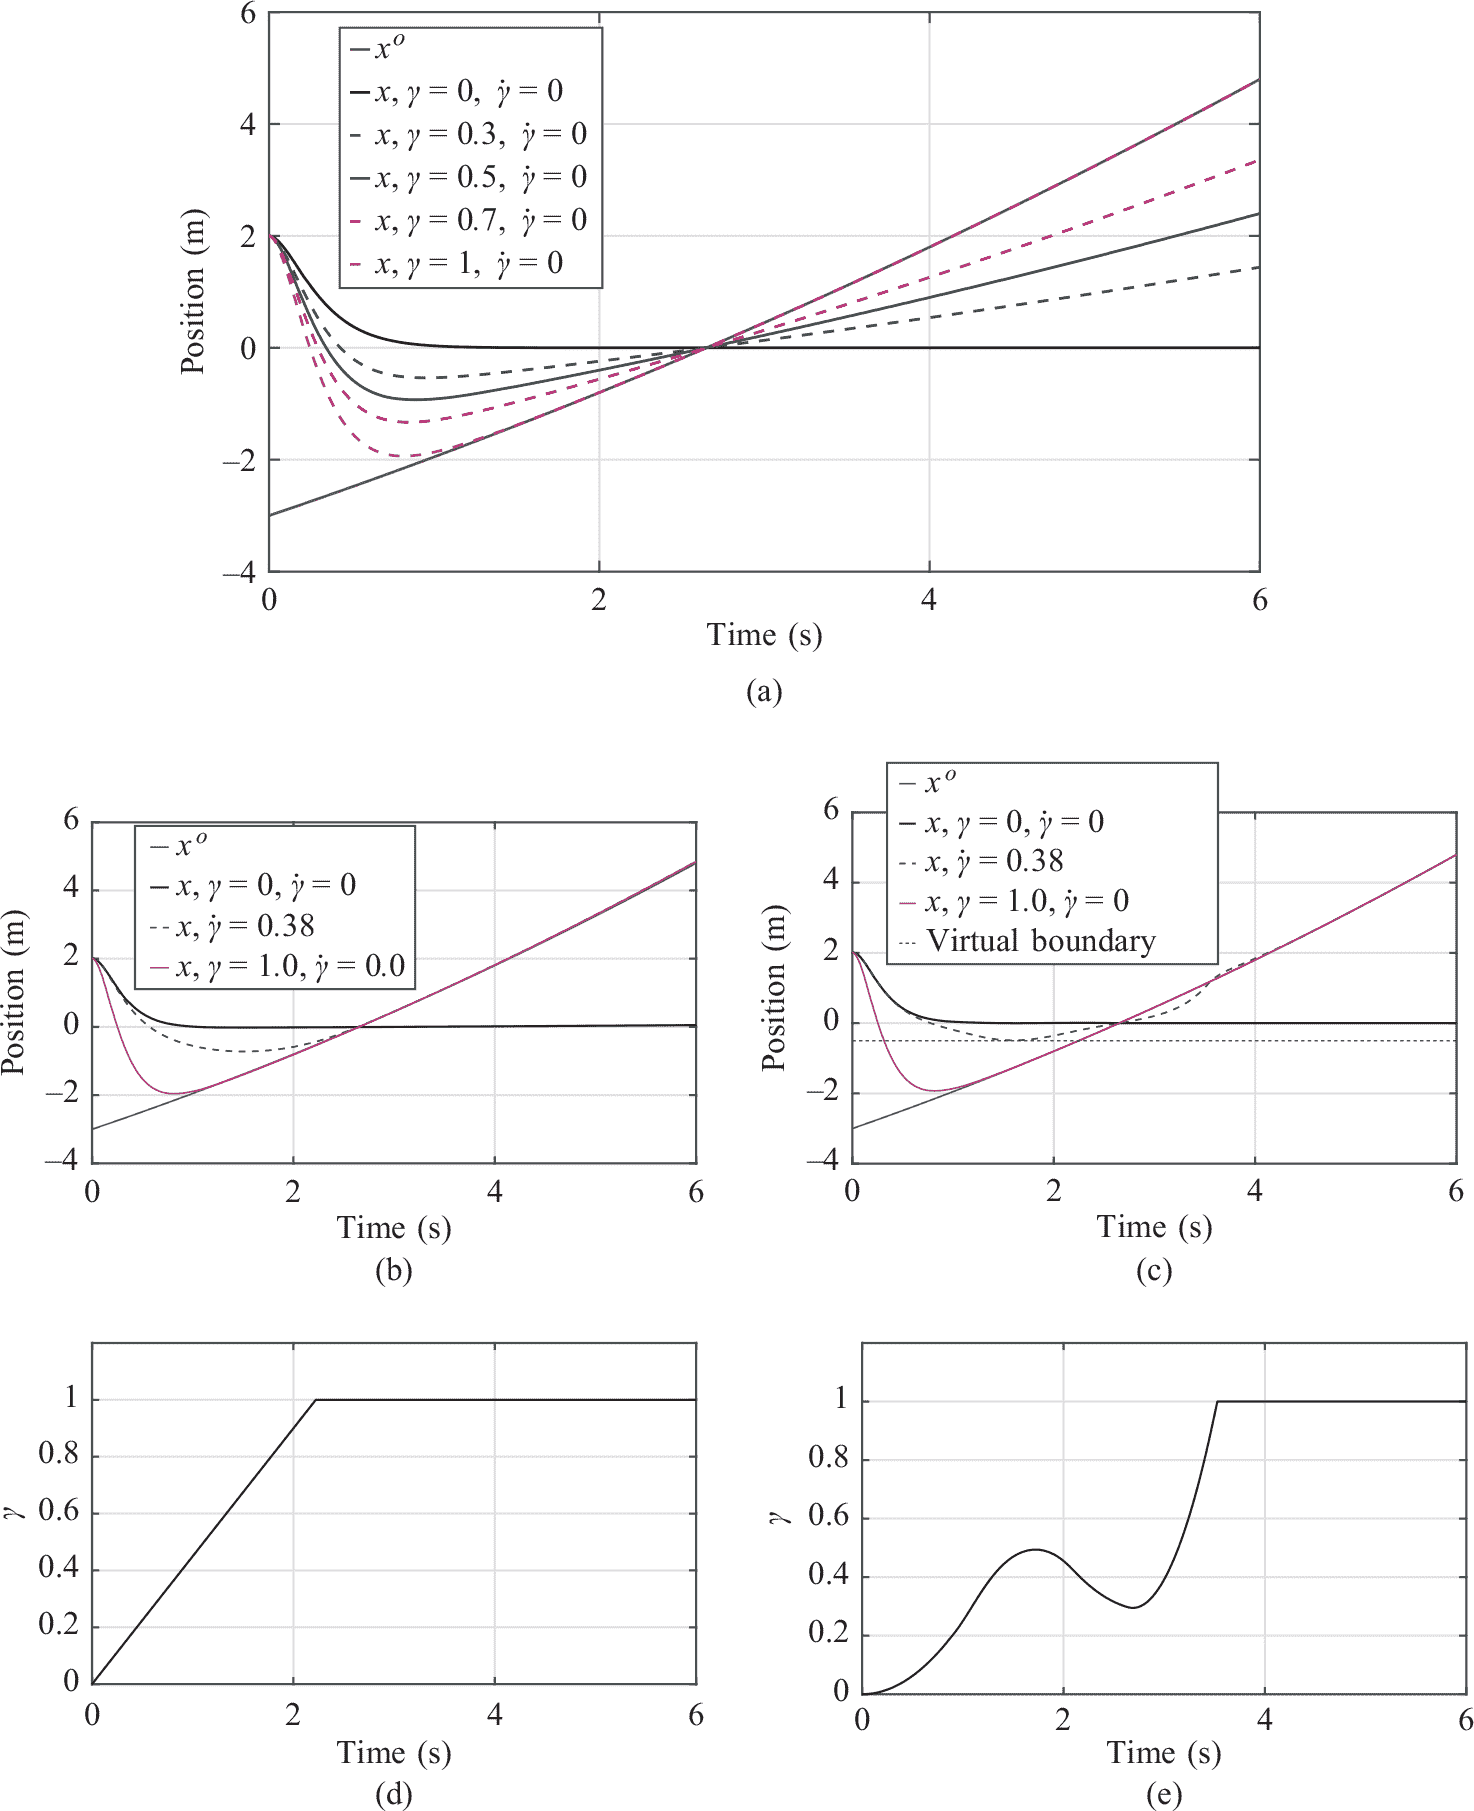 6
4
2
0
−2
−4
Position (m)
xº
x, γ = 0, γ̇ = 0
x, γ = 0.3, γ̇ = 0
x, γ = 0.5, γ̇ = 0
x, γ = 0.7, γ̇ = 0
x, γ = 1, γ̇ = 0
0 2 4 6
Time (s)
(a)
6
4
2
0
−2
−4
Position (m)
xº
x, γ = 0, γ̇ = 0
x, γ̇ = 0.38
x, γ = 1.0, γ̇ = 0.0
0 2 4 6
Time (s)
(b)
6
4
2
0
−2
−4
Position (m)
xº
x, γ = 0, γ̇ = 0
x, γ̇ = 0.38
x, γ = 1.0, γ̇ = 0
Virtual boundary
0 2 4 6
Time (s)
(c)
1
0.8
0.6
0.4
0.2
0
γ
0 2 4 6
Time (s)
(d)
1
0.8
0.6
0.4
0.2
0
γ
0 2 4 6
Time (s)
(e)